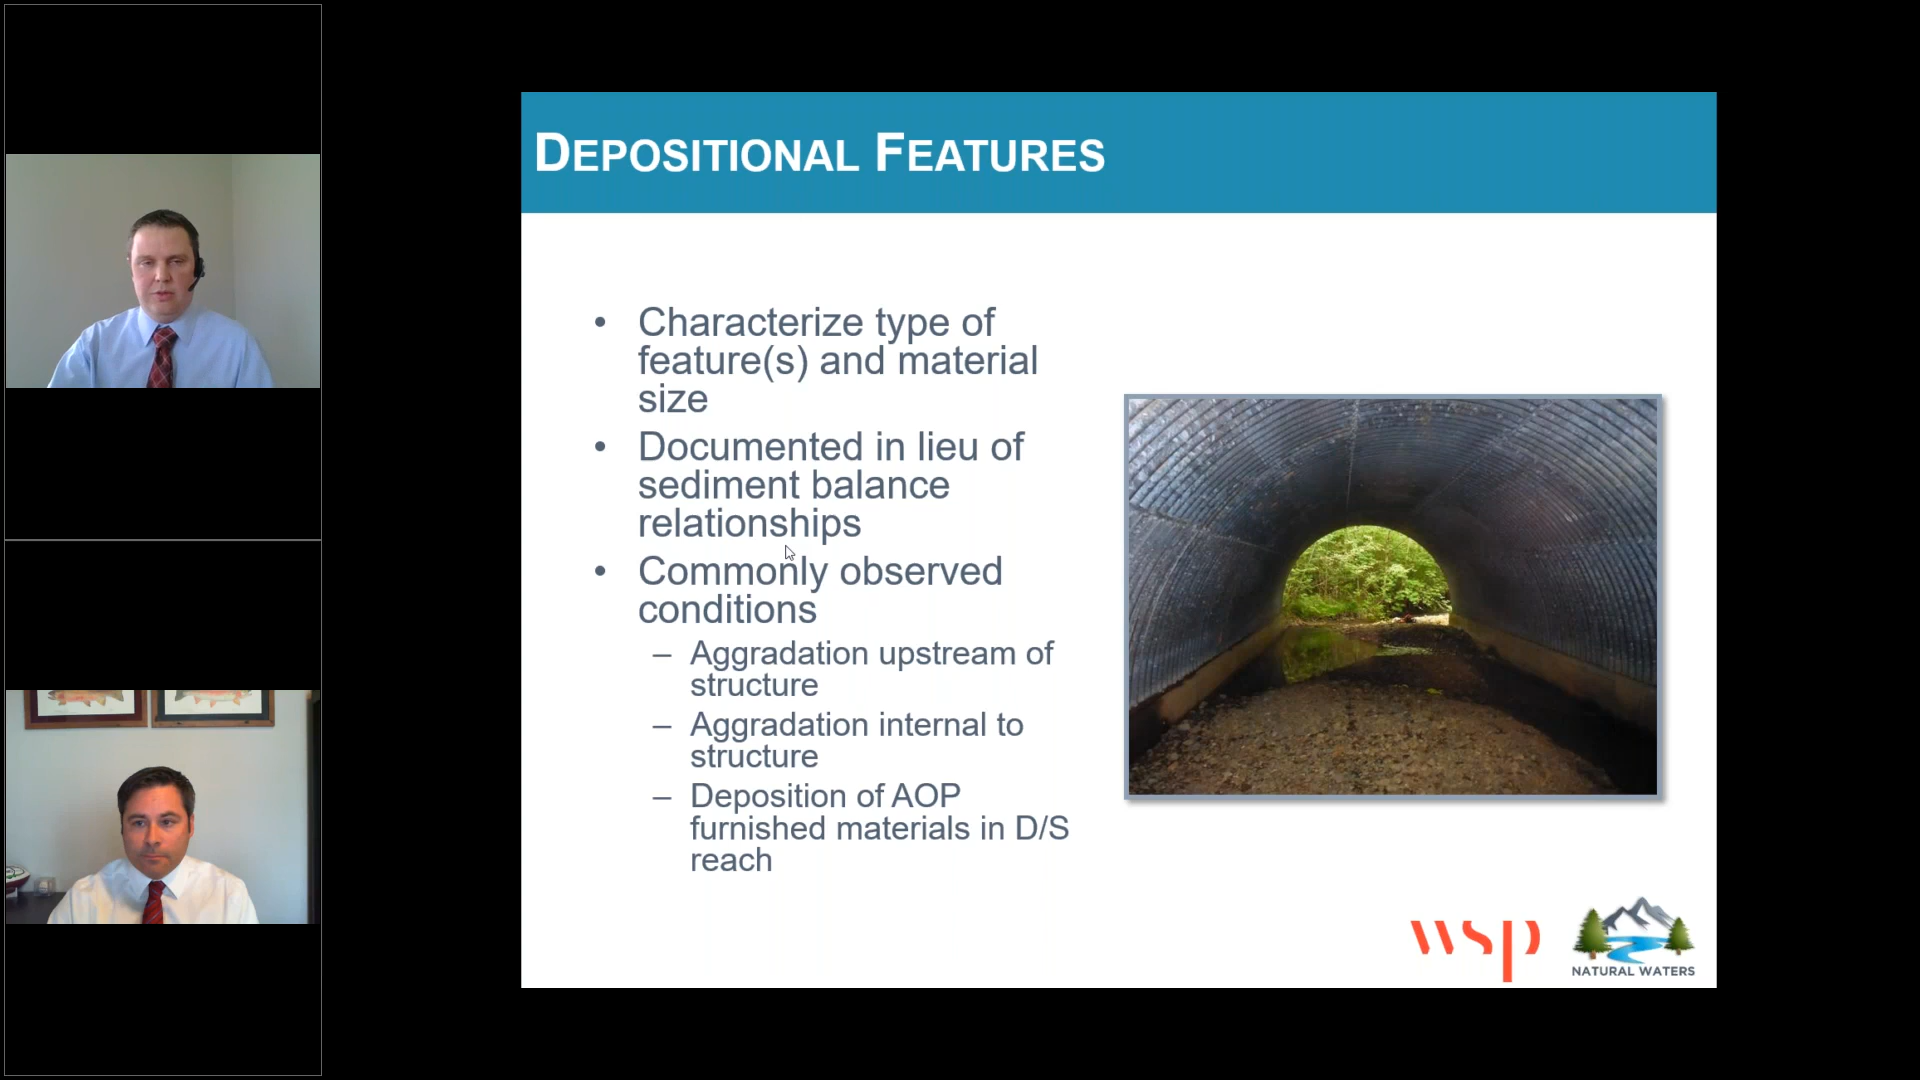 DEPOSITIONAL FEATURES
• Characterize type of
feature(s) and material
size
• Documented in lieu of
sediment balance
relationships
• Commonly observed
conditions
– Aggradation upstream of
structure
– Aggradation internal to
structure
– Deposition of AOP
furnished materials in D/S
reach
wsp
NATURAL WATERS